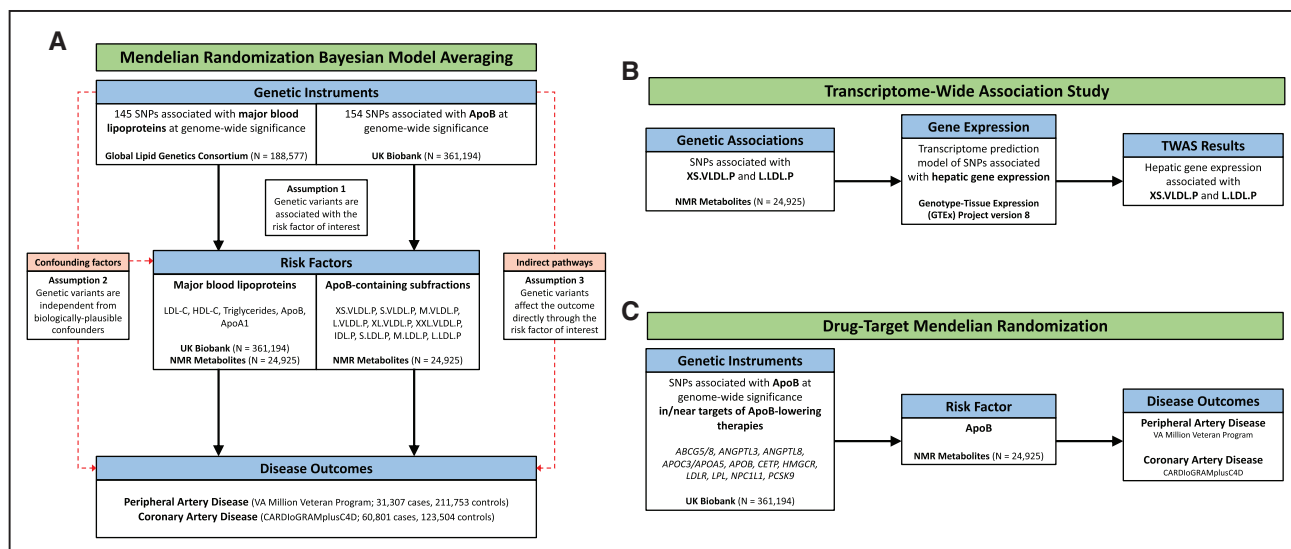 A
Mendelian Randomization Bayesian Model Averaging
Genetic Instruments
145 SNPs associated with major blood
lipoproteins at genome-wide significance
Global Lipid Genetics Consortium (N = 188,577)
154 SNPs associated with ApoB at
genome-wide significance
UK Biobank (N = 361,194)
Assumption 1
Genetic variants are
associated with the
risk factor of interest
Confounding factors
Assumption 2
Genetic variants are
independent from
biologically-plausible
confounders
Risk Factors
Major blood lipoproteins
LDL-C, HDL-C, Triglycerides, ApoB,
ApoA1
UK Biobank (N = 361,194)
NMR Metabolites (N = 24,925)
ApoB-containing subfractions
XS.VLDL.P, S.VLDL.P, M.VLDL.P,
L.VLDL.P, XL.VLDL.P, XXL.VLDL.P,
IDL.P, S.LDL.P, M.LDL.P, L.LDL.P
NMR Metabolites (N = 24,925)
Indirect pathways
Assumption 3
Genetic variants
affect the outcome
directly through the
risk factor of interest
Disease Outcomes
Peripheral Artery Disease (VA Million Veteran Program; 31,307 cases, 211,753 controls)
Coronary Artery Disease (CARDIoGRAMplusC4D; 60,801 cases, 123,504 controls)
B
Transcriptome-Wide Association Study
Genetic Associations
SNPs associated with
XS.VLDL.P and L.LDL.P
NMR Metabolites (N = 24,925)
Gene Expression
Transcriptome prediction
model of SNPs associated
with hepatic gene expression
Genotype-Tissue Expression
(GTEx) Project version 8
TWAS Results
Hepatic gene expression
associated with
XS.VLDL.P and L.LDL.P
C
Drug-Target Mendelian Randomization
Genetic Instruments
SNPs associated with ApoB at
genome-wide significance
in/near targets of ApoB-lowering
therapies
ABCG5/8, ANGPTL3, ANGPTL8,
APOC3/APOA5, APOB, CETP, HMGCR,
LDLR, LPL, NPC1L1, PCSK9
UK Biobank (N = 361,194)
Risk Factor
ApoB
NMR Metabolites (N = 24,925)
Disease Outcomes
Peripheral Artery Disease
VA Million Veteran Program
Coronary Artery Disease
CARDIoGRAMplusC4D